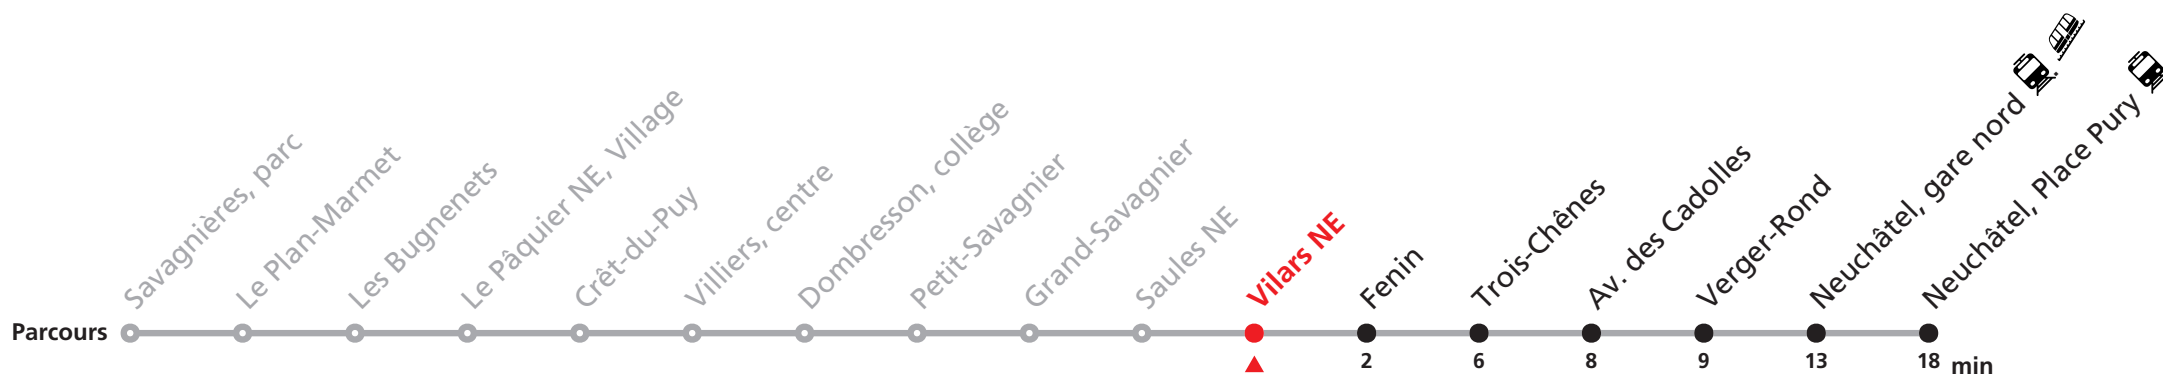 Savagnières, parc
Le Plan-Marmet
Les Bugnenets
Le Pâquier NE, Village
Crêt-du-Puy
Villiers, centre
Dombresson, collège
Petit-Savagnier
Grand-Savagnier
Saules NE
Vilars NE
Fenin
Trois-Chênes
Av. des Cadolles
Verger-Rond
Neuchâtel, gare nord
Neuchâtel, Place Pury
Parcours
2 6 8 9 13 18 min